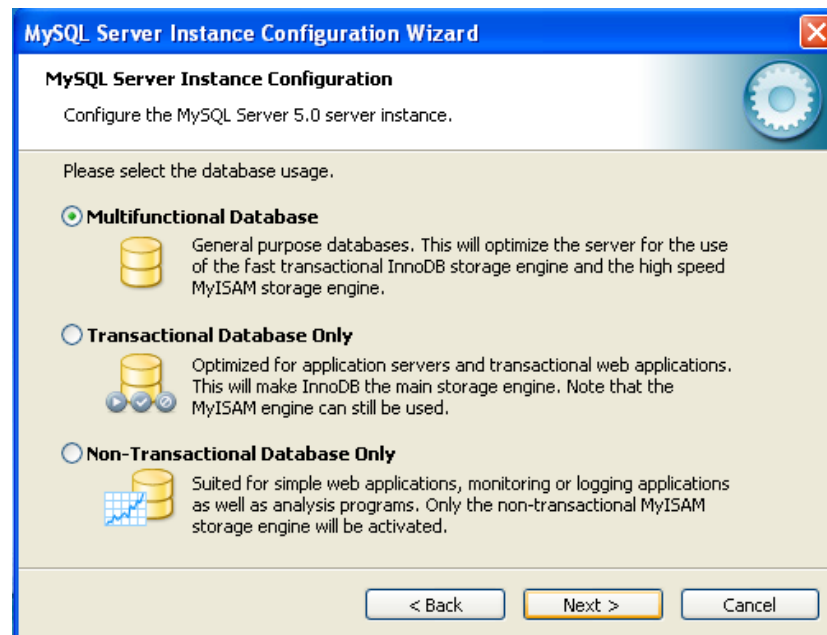 MySQL Server Instance Configuration Wizard
MySQL Server Instance Configuration
Configure the MySQL Server 5.0 server instance.
Please select the database usage.
Multifunctional Database
General purpose databases. This will optimize the server for the use
of the fast transactional InnoDB storage engine and the high speed
MyISAM storage engine.
Transactional Database Only
Optimized for application servers and transactional web applications.
This will make InnoDB the main storage engine. Note that the
MyISAM engine can still be used.
Non-Transactional Database Only
Suited for simple web applications, monitoring or logging applications
as well as analysis programs. Only the non-transactional MyISAM
storage engine will be activated.
< Back Next > Cancel